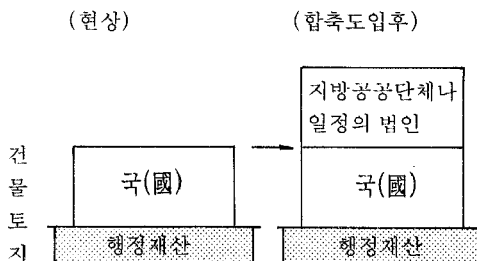 (현상)
(합축도입후)
지방공공단체나
일정의 법인
건물토지
국(國)
국(國)
행정재산
행정재산